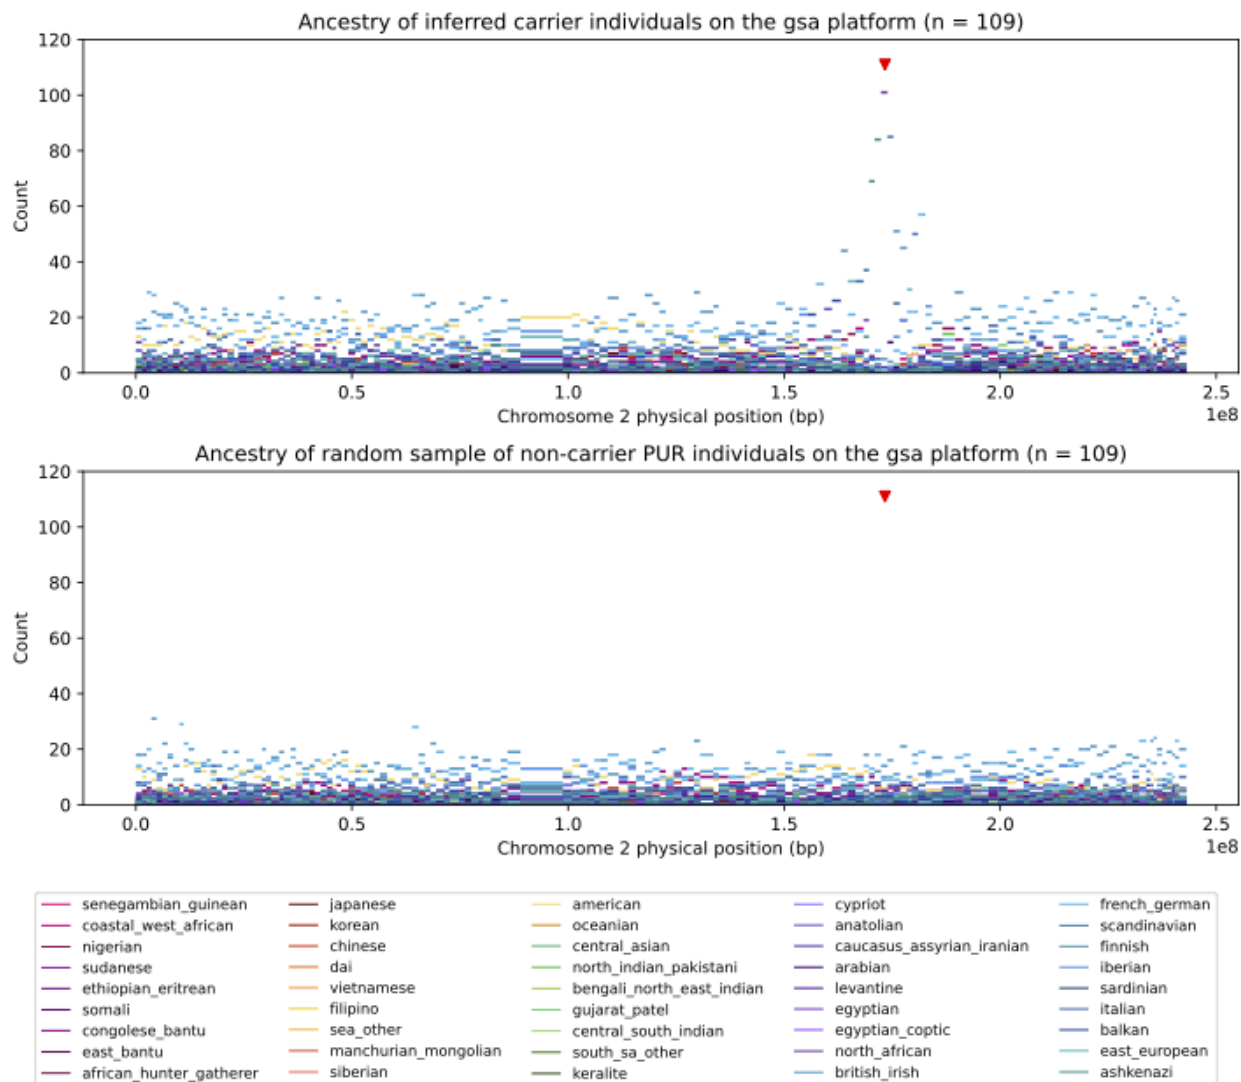 Ancestry of inferred carrier individuals on the gsa platform (n = 109)
120
100
80
60
40
20
0
Count
0.0 0.5 1.0 1.5 2.0 2.5
1e8
Chromosome 2 physical position (bp)
Ancestry of random sample of non-carrier PUR individuals on the gsa platform (n = 109)
120
100
80
60
40
20
0
Count
0.0 0.5 1.0 1.5 2.0 2.5
1e8
Chromosome 2 physical position (bp)
senegambian_guinean japanese american cypriot french_german
coastal_west_african korean oceanian anatolian scandinavian
nigerian chinese central_asian caucasus_assyrian_iranian finnish
sudanese dai north_indian_pakistani arabian iberian
ethiopian_eritrean vietnamese bengali_north_east_indian levantine sardinian
somali filipino gujarat_patel egyptian italian
congolese_bantu sea_other central_south_indian egyptian_coptic balkan
east_bantu manchurian_mongolian south_sa_other north_african east_european
african_hunter_gatherer siberian keralite british_irish ashkenazi